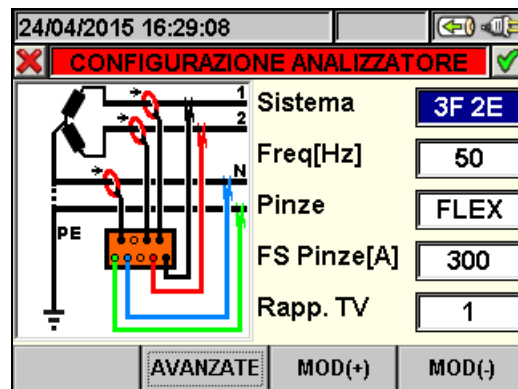 24/04/2015 16:29:08
CONFIGURAZIONE ANALIZZATORE
1
2
N
PE
Sistema 3F 2E
Freq[Hz] 50
Pinze FLEX
FS Pinze[A] 300
Rapp. TV 1
AVANZATE MOD(+) MOD(-)